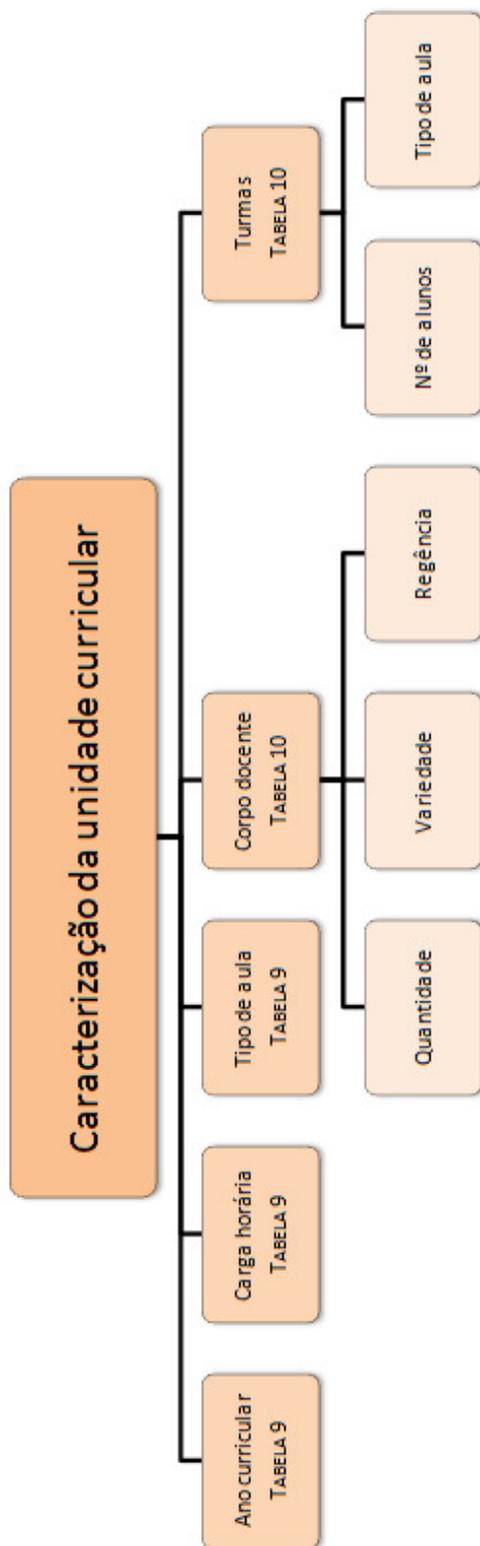 Caracterização da unidade curricular
Ano curricular
TABELA 9
Carga horária
TABELA 9
Tipo de aula
TABELA 9
Corpo docente
TABELA 10
Turmas
TABELA 10
Quantidade
Variedade
Regência
Nº de alunos
Tipo de aula